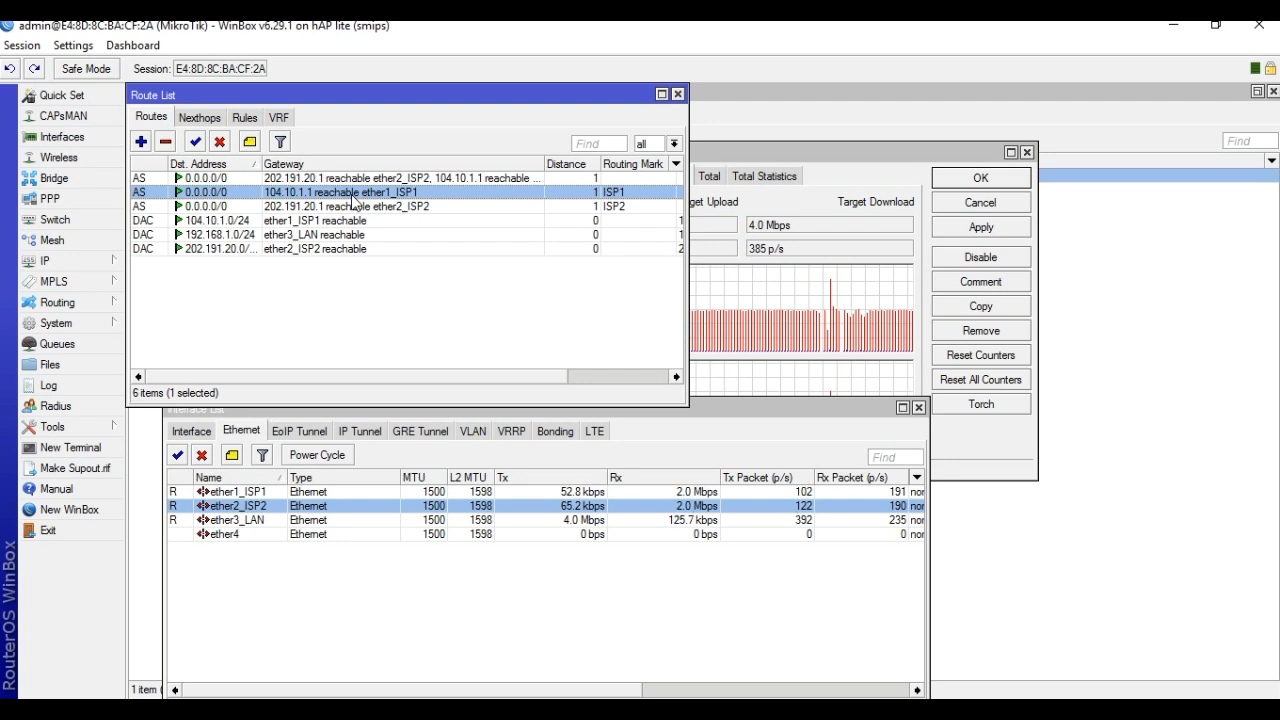 admin@E4:8D:8C:BA:CF:2A (MikroTik) - WinBox v6.29.1 on hAP lite (smips)
Session Settings Dashboard
Safe Mode Session: E4:8D:8C:BA:CF:2A
Quick Set
CAPsMAN
Interfaces
Wireless
Bridge
PPP
Switch
Mesh
IP
MPLS
Routing
System
Queues
Files
Log
Radius
Tools
New Terminal
Make Supout.rif
Manual
New WinBox
Exit
RouterOS WinBox
Route List
Routes Nexthops Rules VRF
Find all
Dst. Address Gateway Distance Routing Mark
AS 0.0.0.0/0 202.191.20.1 reachable ether2_ISP2, 104.10.1.1 reachable ... 1
AS 0.0.0.0/0 104.10.1.1 reachable ether1_ISP1 1 ISP1
AS 0.0.0.0/0 202.191.20.1 reachable ether2_ISP2 1 ISP2
DAC 104.10.1.0/24 ether1_ISP1 reachable 0 1
DAC 192.168.1.0/24 ether3_LAN reachable 0 1
DAC 202.191.20.0/... ether2_ISP2 reachable 0 2
6 items (1 selected)
Find
Total Total Statistics
get Upload Target Download
4.0 Mbps
385 p/s
OK
Cancel
Apply
Disable
Comment
Copy
Remove
Reset Counters
Reset All Counters
Torch
Interface List
Interface Ethernet EoIP Tunnel IP Tunnel GRE Tunnel VLAN VRRP Bonding LTE
Power Cycle Find
Name Type MTU L2 MTU Tx Rx Tx Packet (p/s) Rx Packet (p/s)
R ether1_ISP1 Ethernet 1500 1598 52.8 kbps 2.0 Mbps 102 191 nor
R ether2_ISP2 Ethernet 1500 1598 65.2 kbps 2.0 Mbps 122 190 nor
R ether3_LAN Ethernet 1500 1598 4.0 Mbps 125.7 kbps 392 235 nor
ether4 Ethernet 1500 1598 0 bps 0 bps 0 0 nor
1 item